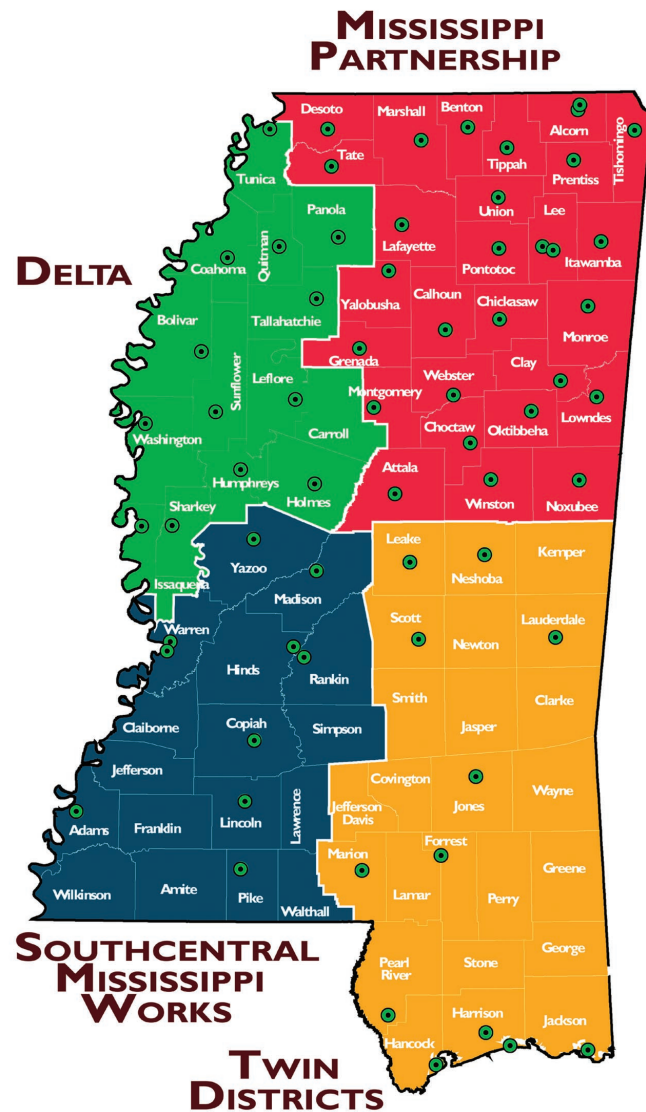 MISSISSIPPI
PARTNERSHIP
DELTA
SOUTHCENTRAL
MISSISSIPPI
WORKS
TWIN
DISTRICTS
Desoto
Marshall
Benton
Alcorn
Tishomingo
Tate
Tippah
Prentiss
Tunica
Panola
Union
Lee
Lafayette
Pontotoc
Itawamba
Coahoma
Quitman
Yalobusha
Calhoun
Chickasaw
Monroe
Bolivar
Tallahatchie
Grenada
Clay
Sunflower
Leflore
Montgomery
Webster
Lowndes
Washington
Carroll
Choctaw
Oktibbeha
Humphreys
Holmes
Attala
Winston
Noxubee
Sharkey
Issaquena
Yazoo
Madison
Leake
Neshoba
Kemper
Warren
Hinds
Rankin
Scott
Newton
Lauderdale
Claiborne
Copiah
Simpson
Smith
Jasper
Clarke
Jefferson
Lawrence
Covington
Jefferson
Davis
Jones
Wayne
Adams
Franklin
Lincoln
Marion
Forrest
Lamar
Perry
Greene
Wilkinson
Amite
Pike
Walthall
Pearl
River
Stone
George
Hancock
Harrison
Jackson